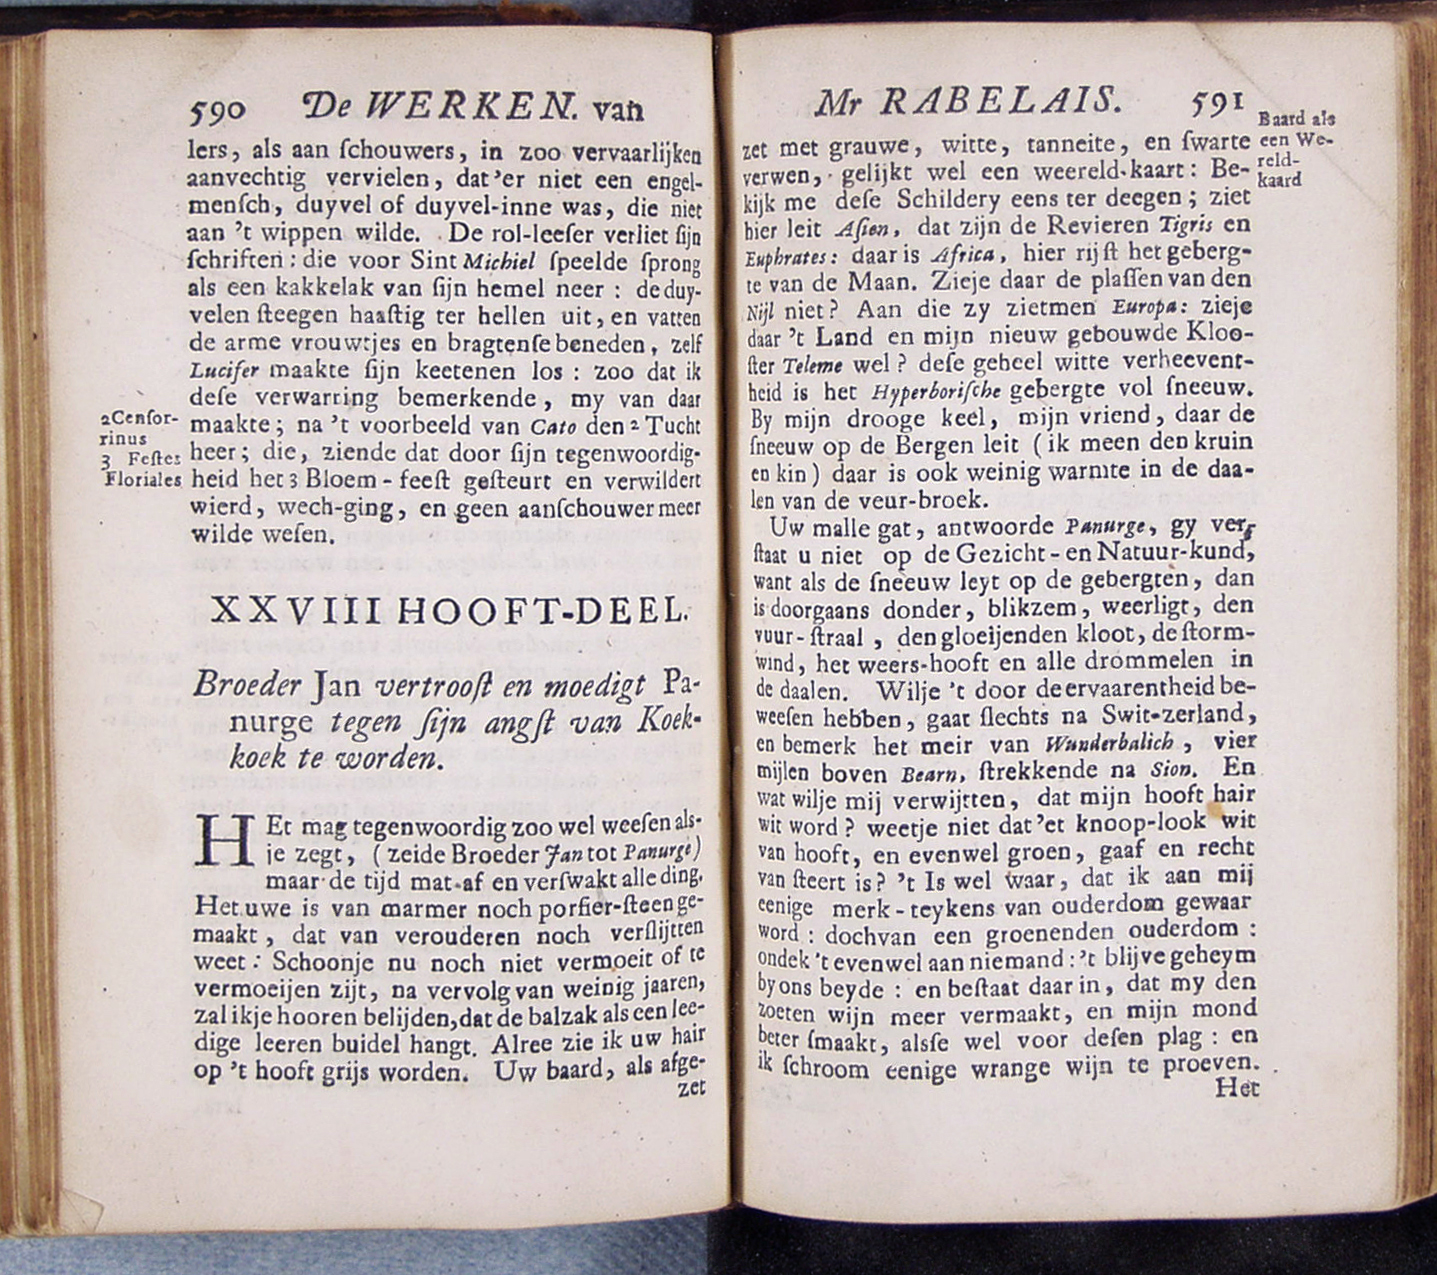 590 De WERKEN. van
lers, als aan ſchouwers, in zoo vervaarlijken
aanvechtig vervielen, dat'er niet een engel-
menſch, duyvel of duyvel-inne was, die niet
aan 't wippen wilde. De rol-leeſer verliet ſijn
ſchriften: die voor Sint Michiel ſpeelde ſprong
als een kakkelak van ſijn hemel neer: de duy-
velen ſteegen haaſtig ter hellen uit, en vatten
de arme vrouwtjes en bragtenſe beneden, zelf
Lucifer maakte ſijn keetenen los: zoo dat ik
deſe verwarring bemerkende, my van daar
maakte; na 't voorbeeld van Cato den 2 Tucht
heer; die, ziende dat door ſijn tegenwoordig-
heid het 3 Bloem-feeſt geſteurt en verwildert
wierd, wech-ging, en geen aanſchouwer meer
wilde weſen.
2 Cenſor-
rinus
3 Feſtes
Floriales
XXVIII HOOFT-DEEL.
Broeder Jan vertrooſt en moedigt Pa-
nurge tegen ſijn angſt van Koek-
koek te worden.
HEt mag tegenwoordig zoo wel weeſen als-
je zegt, (zeide Broeder Jan tot Panurge)
maar de tijd mat-af en verſwakt alle ding.
Het uwe is van marmer noch porfier-ſteen ge-
maakt, dat van verouderen noch verſlijtten
weet: Schoonje nu noch niet vermoeit of te
vermoeijen zijt, na vervolg van weinig jaaren,
zal ikje hooren belijden, dat de balzak als een lee-
dige leeren buidel hangt. Alree zie ik uw hair
op 't hooft grijs worden. Uw baard, als afge-
zet
Mr RABELAIS. 591
zet met grauwe, witte, tanneite, en ſwarte
verwen, gelijkt wel een weereld-kaart: Be-
kijk me deſe Schildery eens ter deegen; ziet
hier leit Aſien, dat zijn de Revieren Tigris en
Euphrates: daar is Africa, hier rijſt het geberg-
te van de Maan. Zieje daar de plaſſen van den
Nijl niet? Aan die zy zietmen Europa: zieje
daar 't Land en mijn nieuw gebouwde Kloo-
ſter Teleme wel? deſe geheel witte verheevent-
heid is het Hyperboriſche gebergte vol ſneeuw.
By mijn drooge keel, mijn vriend, daar de
ſneeuw op de Bergen leit (ik meen den kruin
en kin) daar is ook weinig warmte in de daa-
len van de veur-broek.
Baard als
een We-
reld-
kaard
Uw malle gat, antwoorde Panurge, gy ver-
ſtaat u niet op de Gezicht-en Natuur-kund,
want als de ſneeuw leyt op de gebergten, dan
is doorgaans donder, blikzem, weerligt, den
vuur-ſtraal, den gloeijenden kloot, de ſtorm-
wind, het weers-hooft en alle drommelen in
de daalen. Wilje 't door de ervaarentheid be-
weeſen hebben, gaat ſlechts na Swit-zerland,
en bemerk het meir van Wunderbalich, vier
mijlen boven Bearn, ſtrekkende na Sion. En
wat wilje mij verwijtten, dat mijn hooft hair
wit word? weetje niet dat'et knoop-look wit
van hooft, en evenwel groen, gaaf en recht
van ſteert is? 't Is wel waar, dat ik aan mij
eenige merk-teykens van ouderdom gewaar
word: doch van een groenenden ouderdom:
ondek 't evenwel aan niemand: 't blijve geheym
by ons beyde: en beſtaat daar in, dat my den
zoeten wijn meer vermaakt, en mijn mond
beter ſmaakt, alsſe wel voor deſen plag: en
ik ſchroom eenige wrange wijn te proeven.
Het